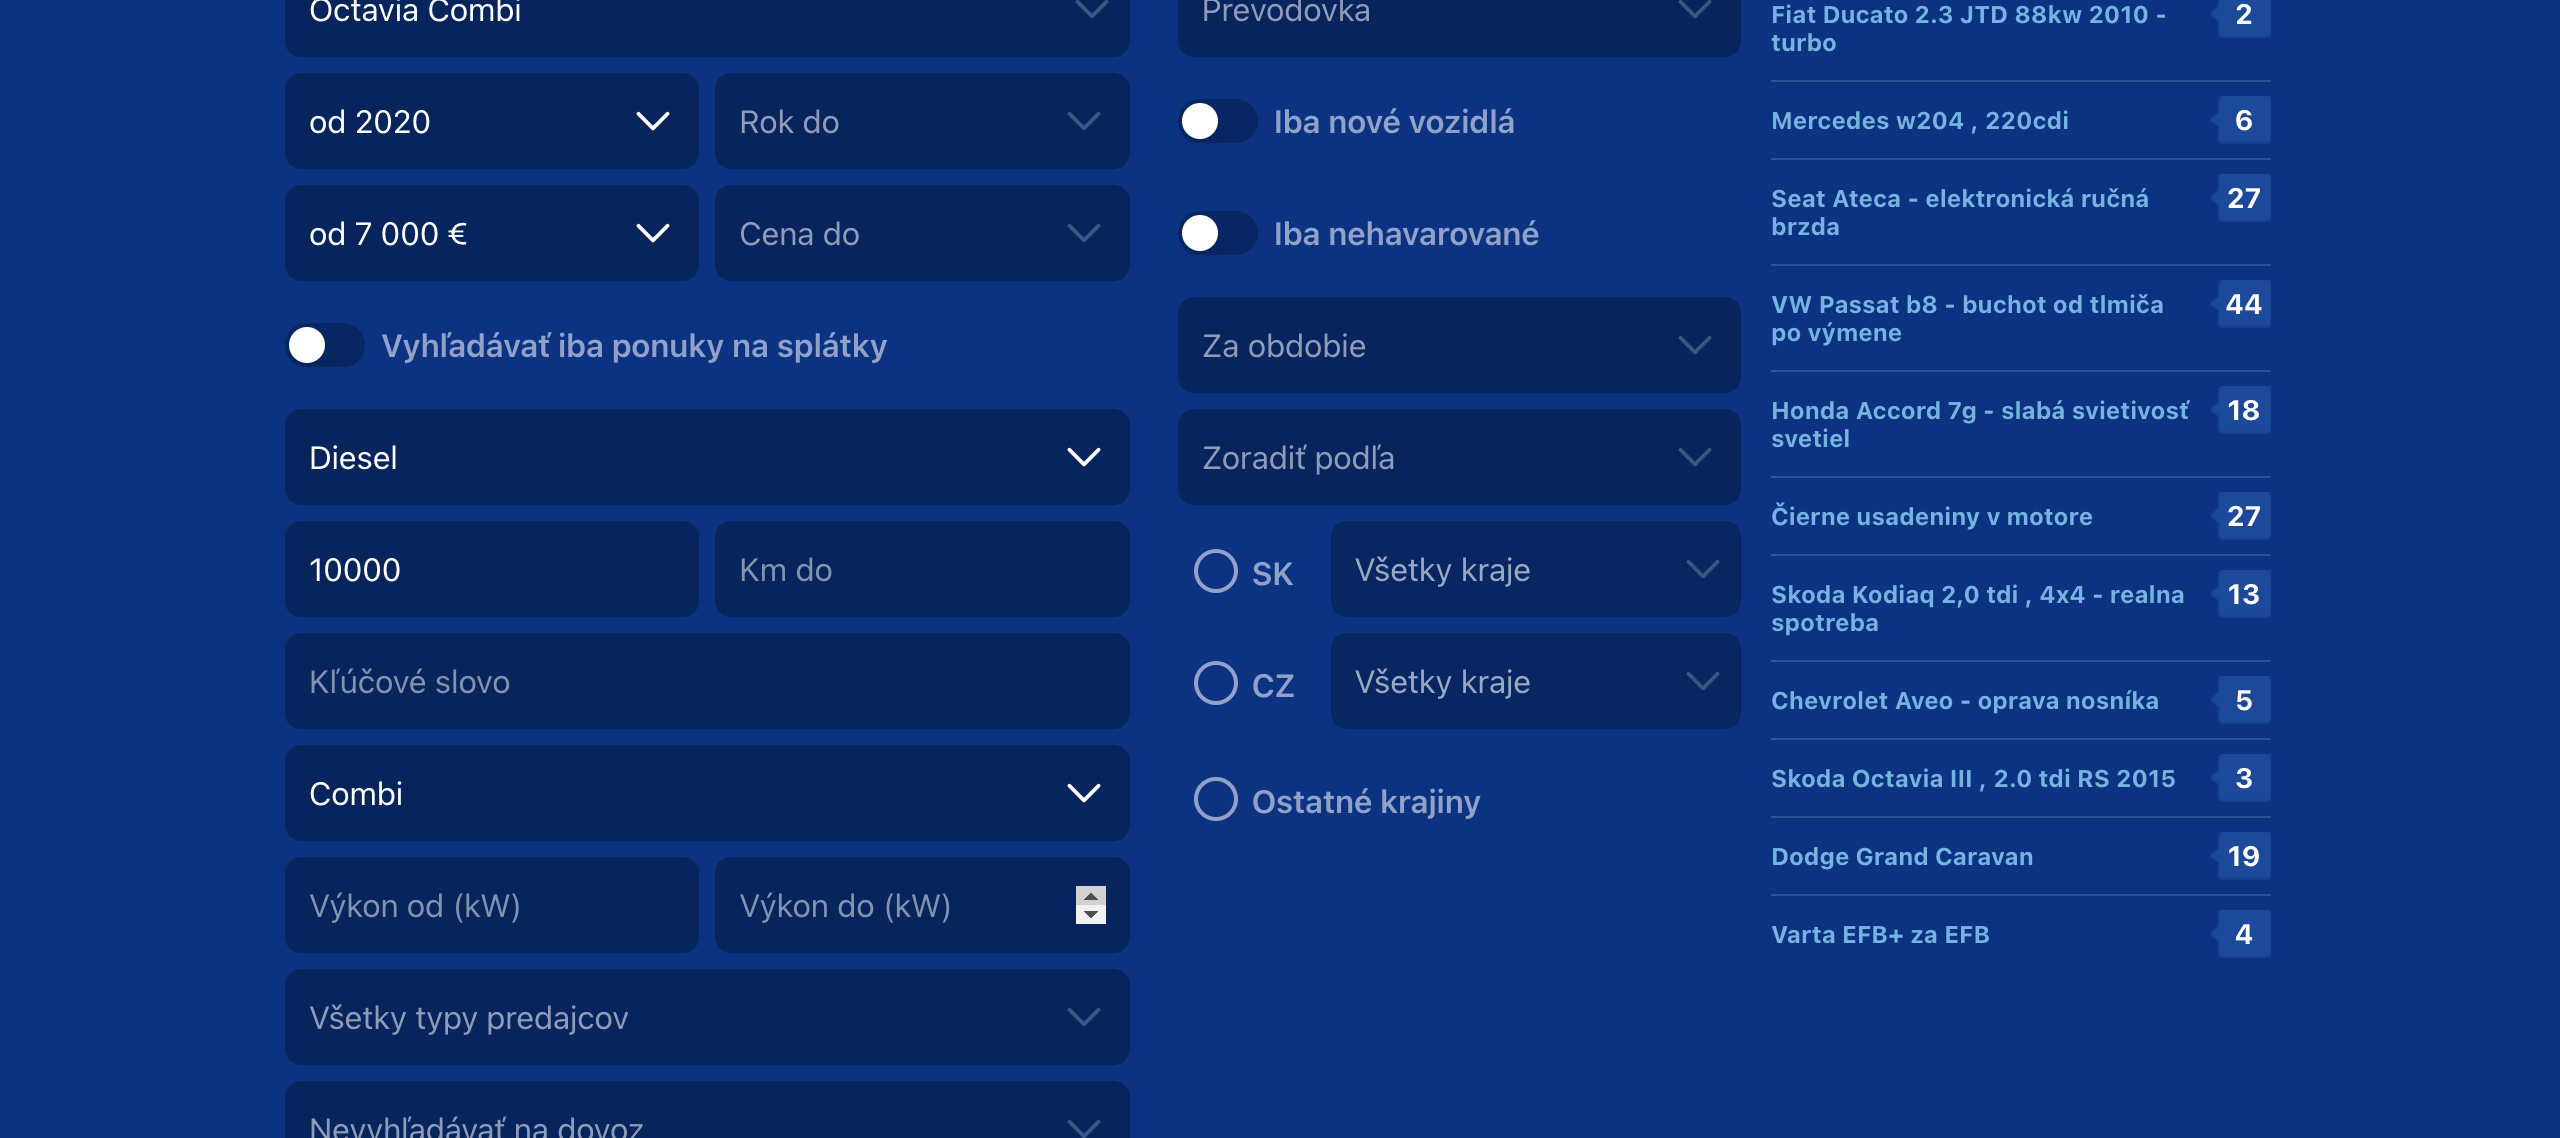 Octavia Combi
od 2020
Rok do
od 7 000 €
Cena do
Vyhľadávať iba ponuky na splátky
Diesel
10000
Km do
Kľúčové slovo
Combi
Výkon od (kW)
Výkon do (kW)
Všetky typy predajcov
Nevyhľadávať na dovoz
Prevodovka
Iba nové vozidlá
Iba nehavarované
Za obdobie
Zoradiť podľa
SK
Všetky kraje
CZ
Všetky kraje
Ostatné krajiny
Fiat Ducato 2.3 JTD 88kw 2010 -
turbo
2
Mercedes w204 , 220cdi
6
Seat Ateca - elektronická ručná
brzda
27
VW Passat b8 - buchot od tlmiča
po výmene
44
Honda Accord 7g - slabá svietivosť
svetiel
18
Čierne usadeniny v motore
27
Skoda Kodiaq 2,0 tdi , 4x4 - realna
spotreba
13
Chevrolet Aveo - oprava nosníka
5
Skoda Octavia III , 2.0 tdi RS 2015
3
Dodge Grand Caravan
19
Varta EFB+ za EFB
4